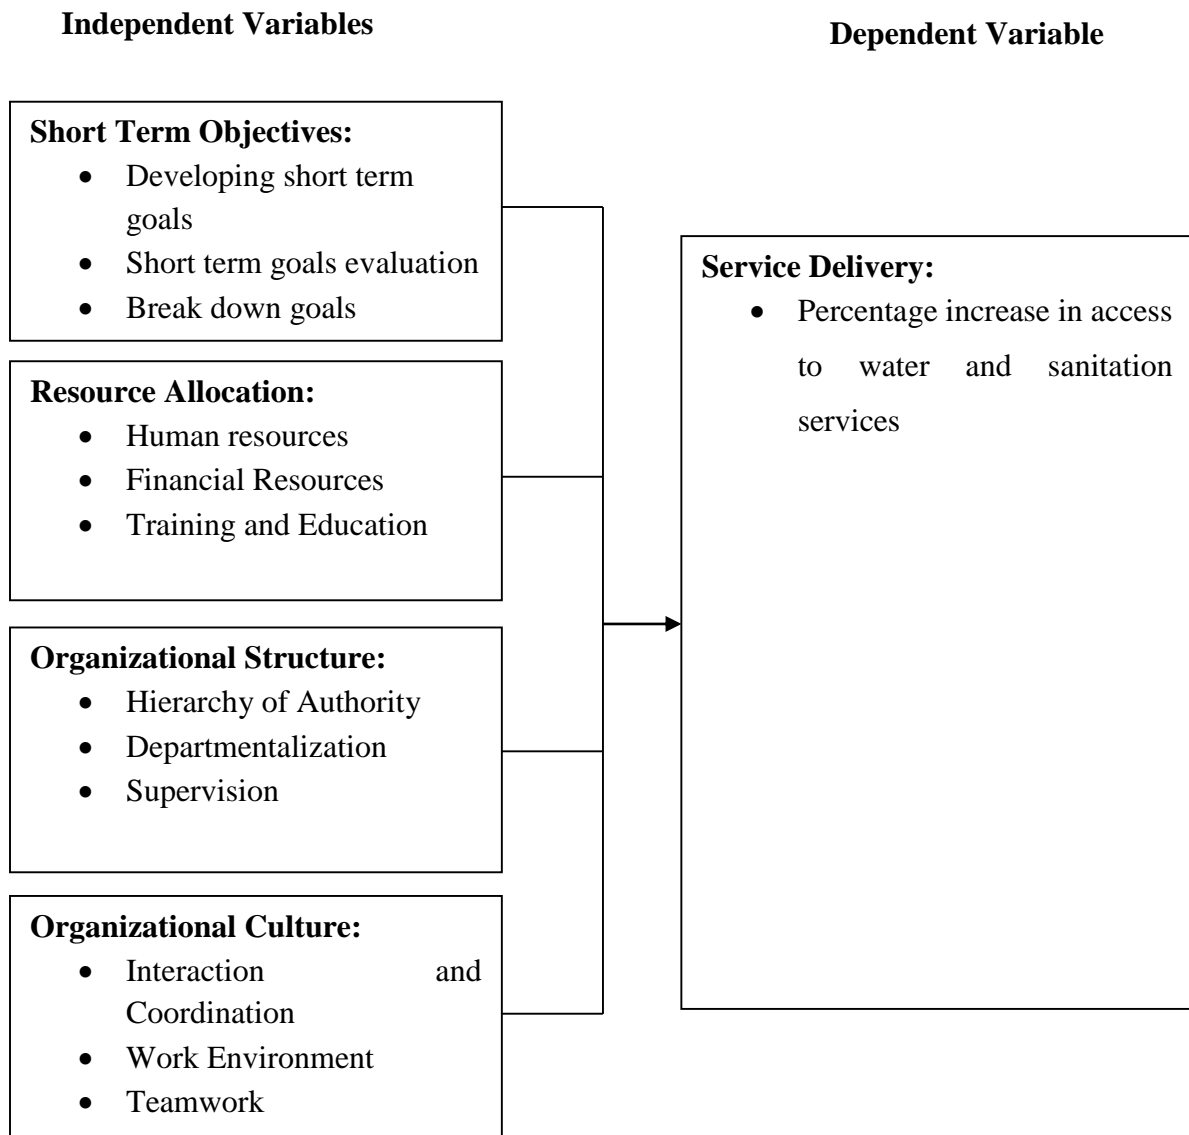 Independent Variables
Dependent Variable
Short Term Objectives:
• Developing short term
goals
• Short term goals evaluation
• Break down goals
Resource Allocation:
• Human resources
• Financial Resources
• Training and Education
Organizational Structure:
• Hierarchy of Authority
• Departmentalization
• Supervision
Organizational Culture:
• Interaction and
Coordination
• Work Environment
• Teamwork
Service Delivery:
• Percentage increase in access
to water and sanitation
services